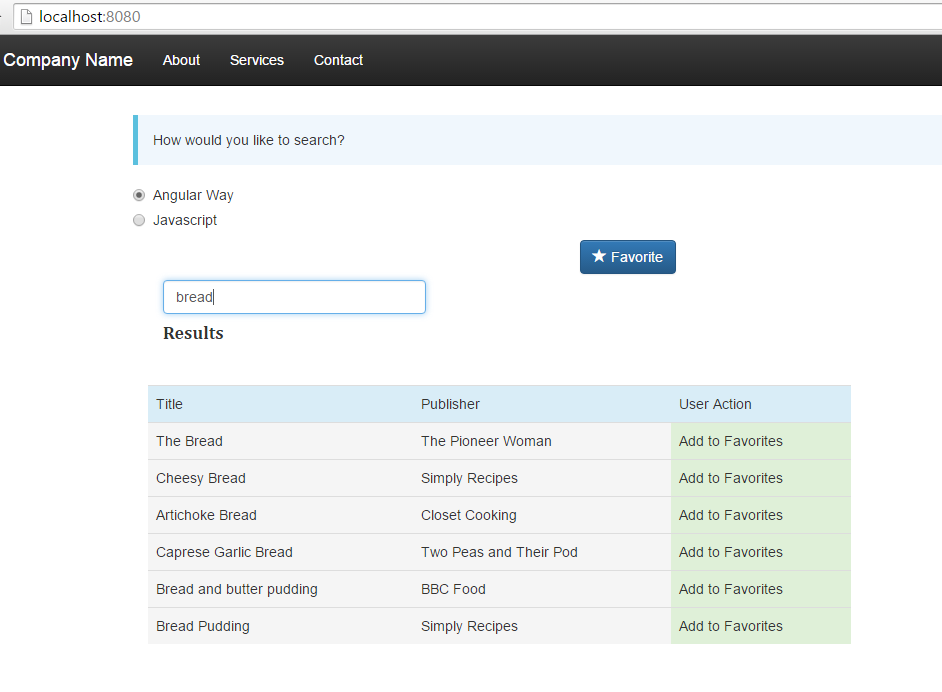 localhost:8080
Company Name About Services Contact
How would you like to search?
Angular Way
Javascript
Favorite
bread
Results
Title Publisher User Action
The Bread The Pioneer Woman Add to Favorites
Cheesy Bread Simply Recipes Add to Favorites
Artichoke Bread Closet Cooking Add to Favorites
Caprese Garlic Bread Two Peas and Their Pod Add to Favorites
Bread and butter pudding BBC Food Add to Favorites
Bread Pudding Simply Recipes Add to Favorites